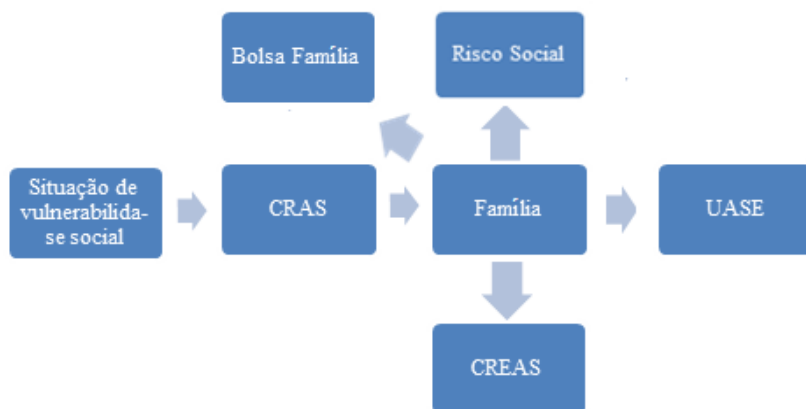 Bolsa Família
Risco Social
Situação de
vulnerabilida-
se social
CRAS
Família
UASE
CREAS